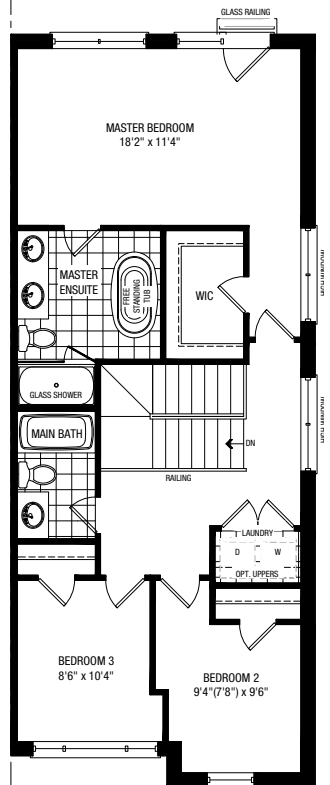 GLASS RAILING
MASTER BEDROOM
18'2" x 11'4"
MASTER
ENSUITE
FREE
STANDING
TUB
WIC
GLASS SHOWER
MAIN BATH
DN
RAILING
LAUNDRY
D
W
OPT. UPPERS
BEDROOM 3
8'6" x 10'4"
BEDROOM 2
9'4"(7'8") x 9'6"